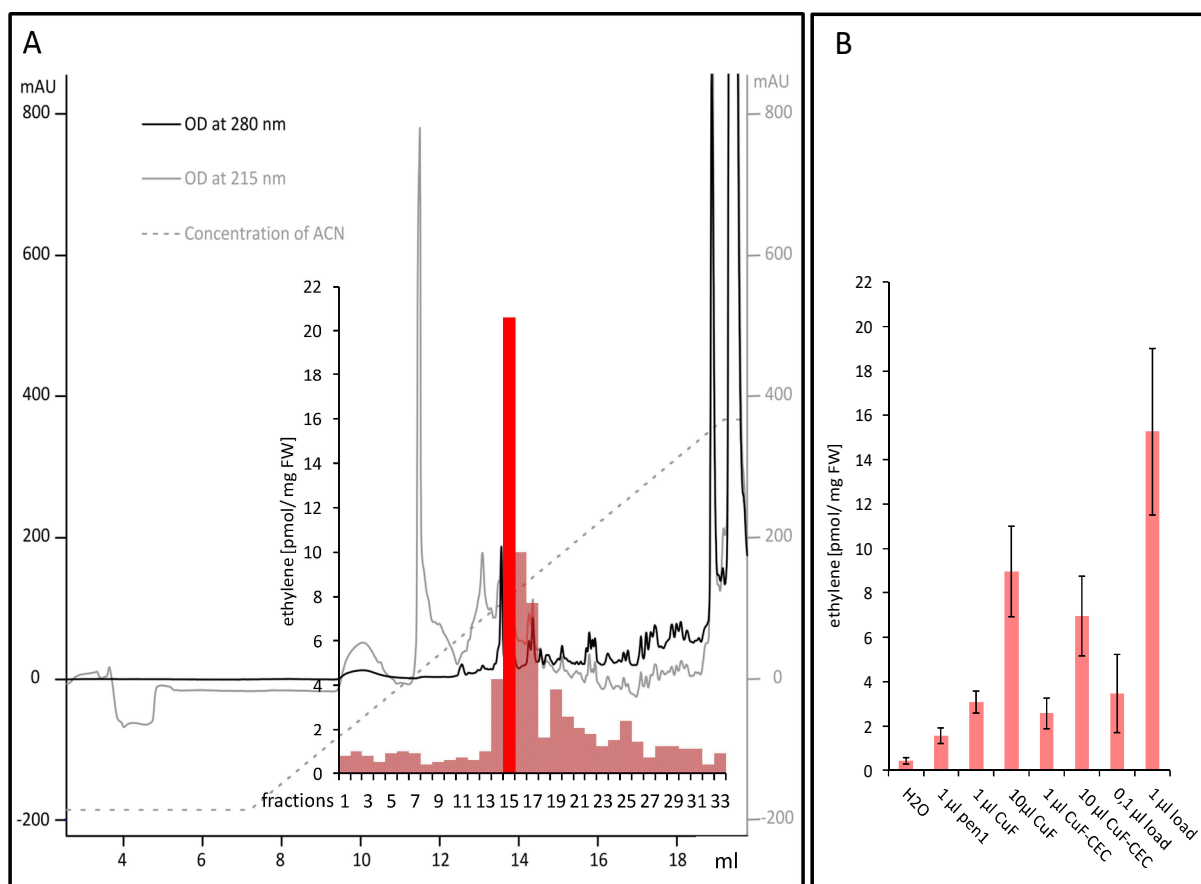 A
mAU
mAU
800
800
OD at 280 nm
OD at 215 nm
Concentration of ACN
600
600
400
400
200
200
0
0
-200
-200
22
20
18
16
14
12
10
8
6
4
2
0
ethylene [pmol/ mg FW]
fractions 1 3 5 7 9 11 13 15 17 19 21 23 25 27 29 31 33
4 6 8 10 12 14 16 18 ml
B
22
20
18
16
14
12
10
8
6
4
2
0
ethylene [pmol/ mg FW]
H2O
1 µl pen1
1 µl CuF
10µl CuF
1 µl CuF-CEC
10 µl CuF-CEC
0,1 µl load
1 µl load